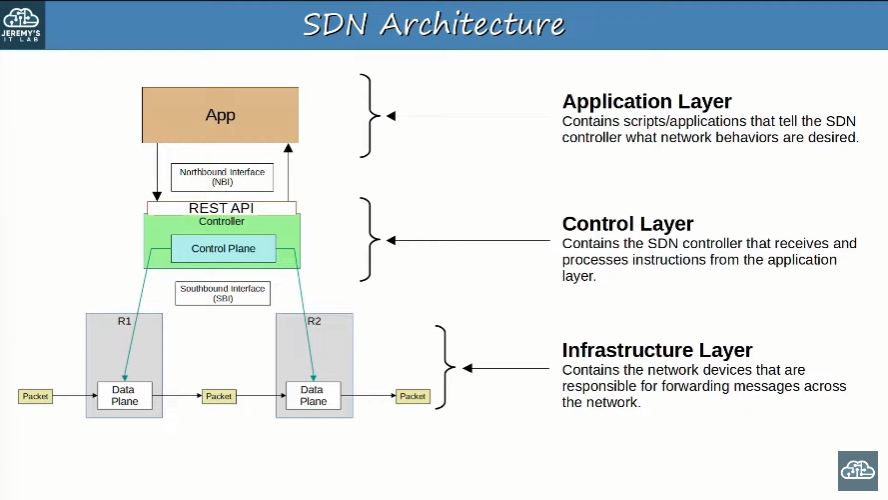 JEREMY'S
IT LAB
SDN Architecture
App
Application Layer
Contains scripts/applications that tell the SDN
controller what network behaviors are desired.
Northbound Interface
(NBI)
REST API
Controller
Control Plane
Control Layer
Contains the SDN controller that receives and
processes instructions from the application
layer.
Southbound Interface
(SBI)
R1
R2
Infrastructure Layer
Contains the network devices that are
responsible for forwarding messages across
the network.
Packet
Data
Plane
Packet
Data
Plane
Packet